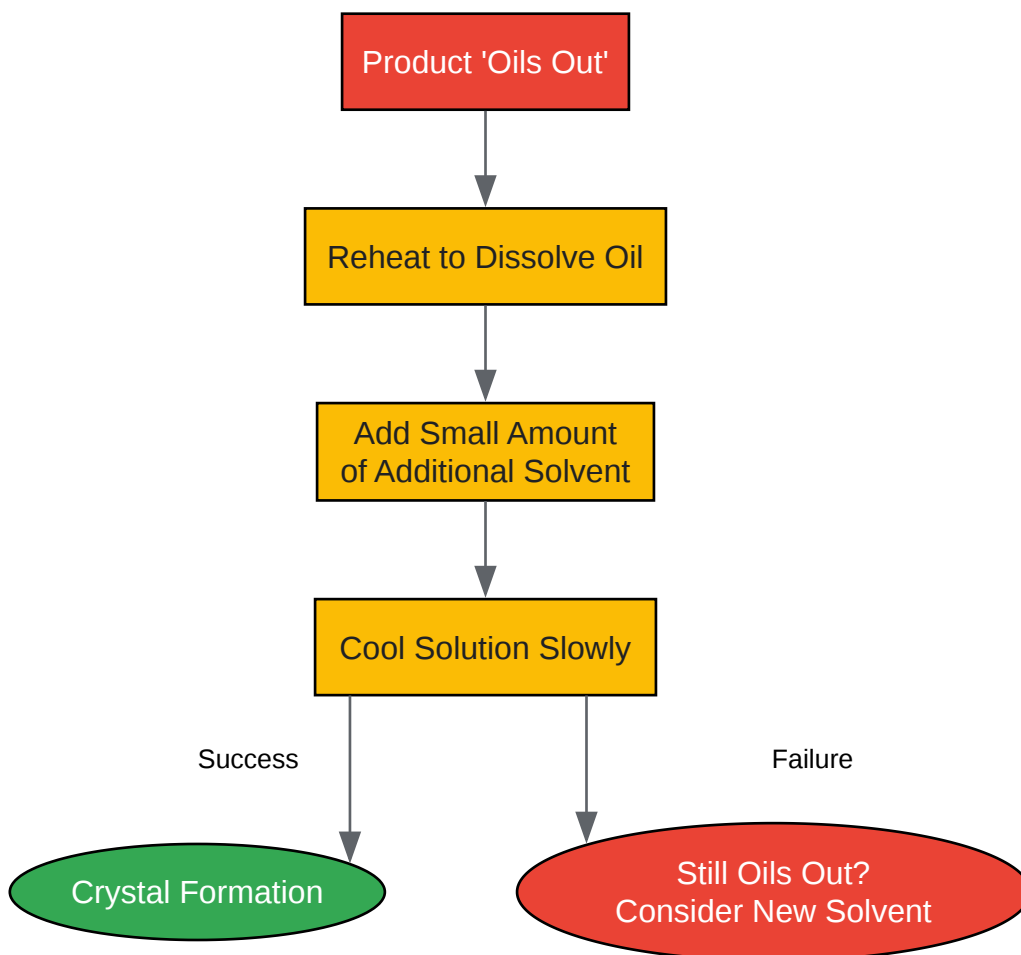 Product 'Oils Out'
Reheat to Dissolve Oil
Add Small Amount
of Additional Solvent
Cool Solution Slowly
Success
Failure
Crystal Formation
Still Oils Out?
Consider New Solvent